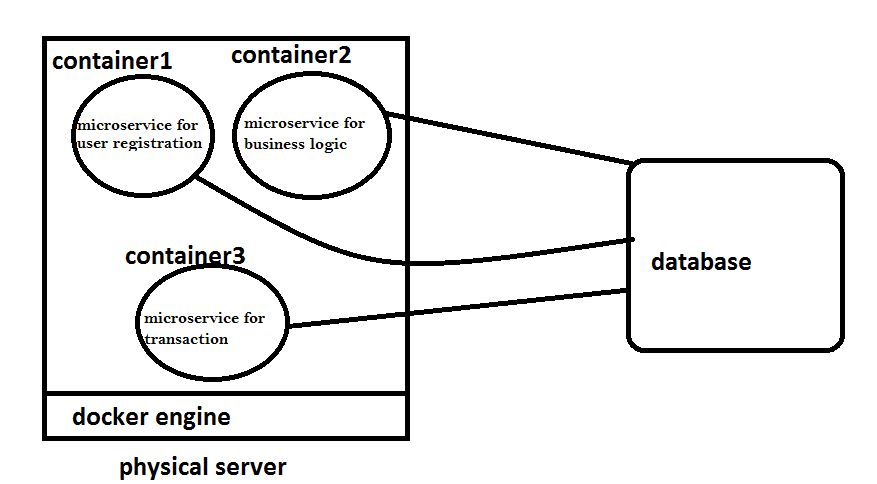 container1
container2
microservice for
user registration
microservice for
business logic
container3
microservice for
transaction
database
docker engine
physical server